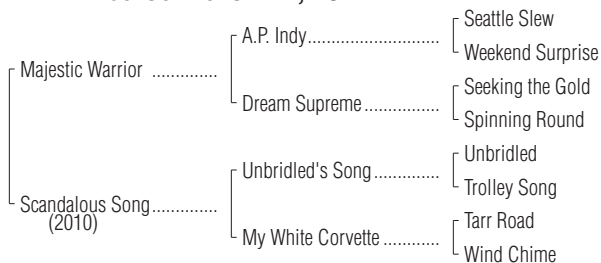 Seattle Slew
A.P. Indy..............................
Weekend Surprise
Majestic Warrior ...............
Seeking the Gold
Dream Supreme.................
Spinning Round
Unbridled
Unbridled's Song...............
Trolley Song
Scandalous Song...............
(2010)
Tarr Road
My White Corvette.............
Wind Chime